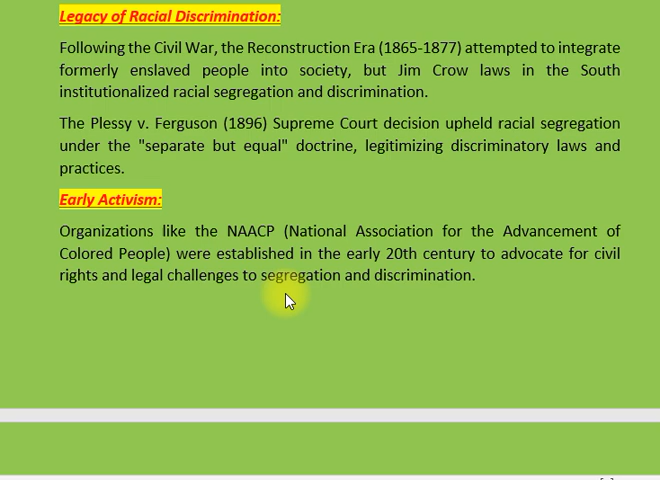 Legacy of Racial Discrimination:
Following the Civil War, the Reconstruction Era (1865-1877) attempted to integrate
formerly enslaved people into society, but Jim Crow laws in the South
institutionalized racial segregation and discrimination.
The Plessy v. Ferguson (1896) Supreme Court decision upheld racial segregation
under the "separate but equal" doctrine, legitimizing discriminatory laws and
practices.
Early Activism:
Organizations like the NAACP (National Association for the Advancement of
Colored People) were established in the early 20th century to advocate for civil
rights and legal challenges to segregation and discrimination.